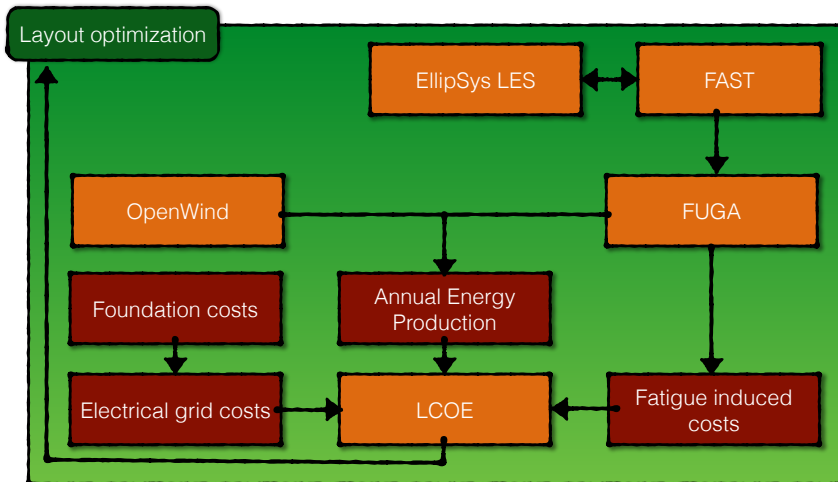 Layout optimization
EllipSys LES
FAST
OpenWind
FUGA
Foundation costs
Annual Energy
Production
Electrical grid costs
LCOE
Fatigue induced
costs